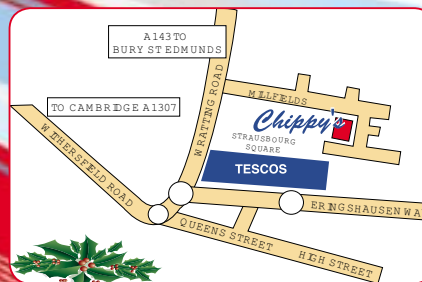 A143 TO
BURY ST EDMUNDS
TO CAMBRIDGE A1307
WRATTING ROAD
MILLFIELDS
Chippy's
STRAUSBOURG
SQUARE
TESCOS
WITHERSFIELD ROAD
ERINGSHAUSEN WA
QUEENS STREET
HIGH STREET